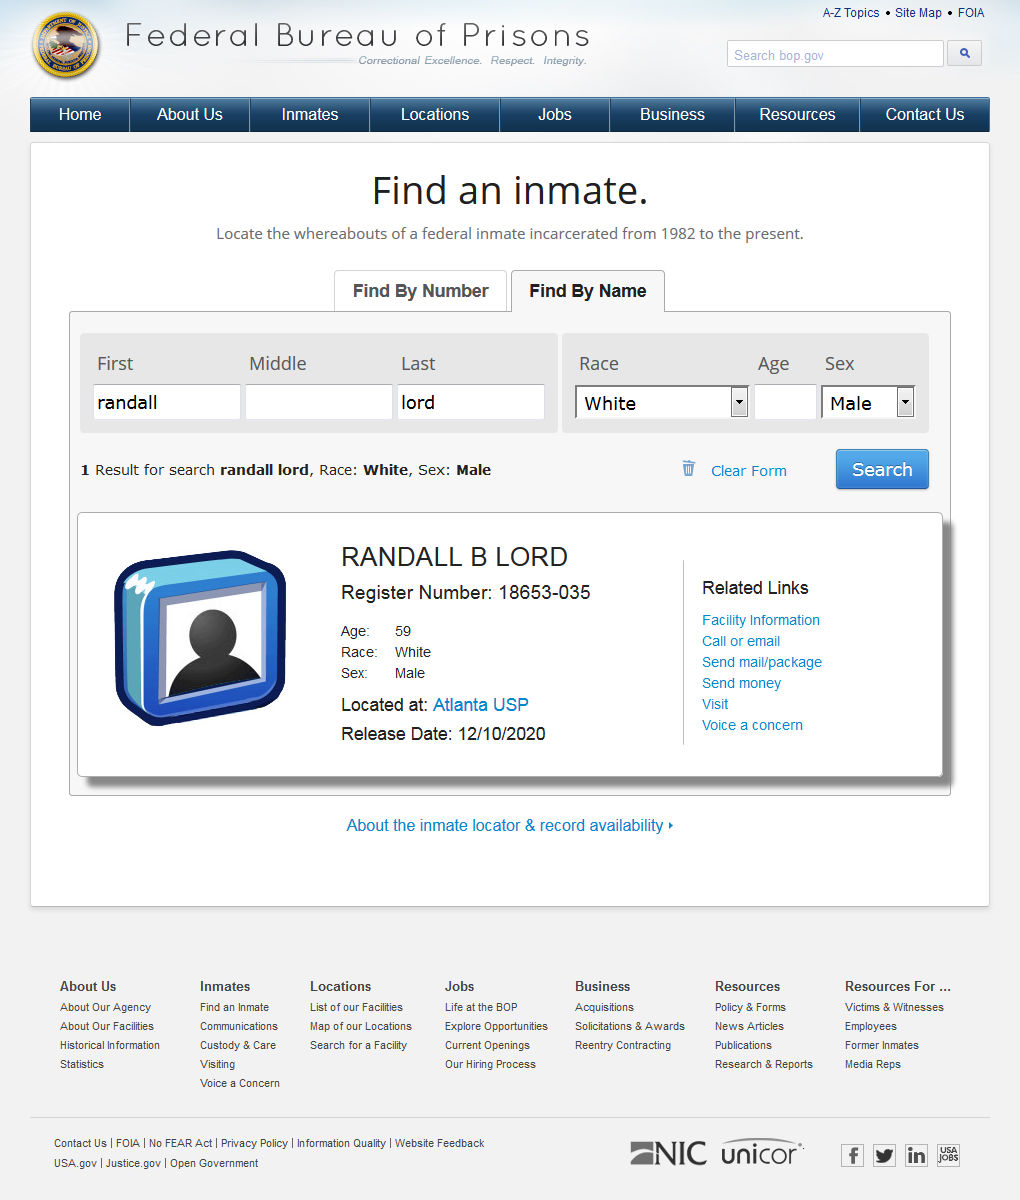 A-Z Topics • Site Map • FOIA
Federal Bureau of Prisons
Correctional Excellence. Respect. Integrity.
Search bop.gov
Home About Us Inmates Locations Jobs Business Resources Contact Us
Find an inmate.
Locate the whereabouts of a federal inmate incarcerated from 1982 to the present.
Find By Number Find By Name
First Middle Last Race Age Sex
randall lord White Male
1 Result for search randall lord, Race: White, Sex: Male Clear Form Search
RANDALL B LORD
Register Number: 18653-035
Age: 59
Race: White
Sex: Male
Located at: Atlanta USP
Release Date: 12/10/2020
Related Links
Facility Information
Call or email
Send mail/package
Send money
Visit
Voice a concern
About the inmate locator & record availability
About Us Inmates Locations Jobs Business Resources Resources For ...
About Our Agency Find an Inmate List of our Facilities Life at the BOP Acquisitions Policy & Forms Victims & Witnesses
About Our Facilities Communications Map of our Locations Explore Opportunities Solicitations & Awards News Articles Employees
Historical Information Custody & Care Search for a Facility Current Openings Reentry Contracting Publications Former Inmates
Statistics Visiting Our Hiring Process Research & Reports Media Reps
Voice a Concern
Contact Us | FOIA | No FEAR Act | Privacy Policy | Information Quality | Website Feedback
USA.gov | Justice.gov | Open Government
NIC unicor f in USA JOBS